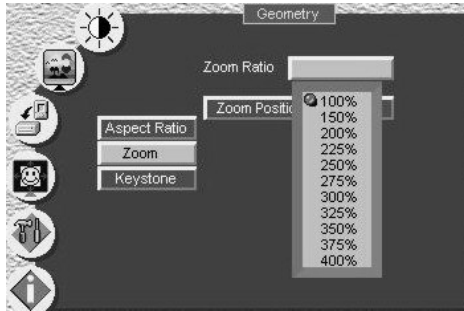 Geometry
Zoom Ratio
Zoom Positi
Aspect Ratio
Zoom
Keystone
100%
150%
200%
225%
250%
275%
300%
325%
350%
375%
400%